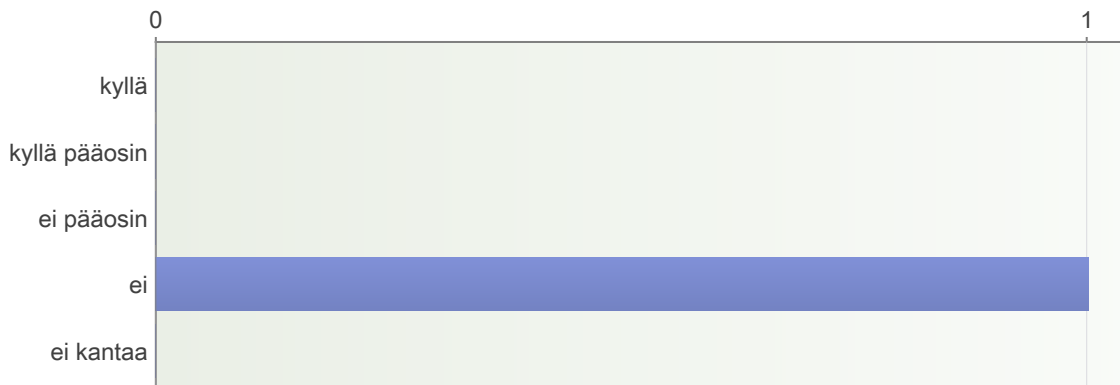 0 1
kyllä
kyllä pääosin
ei pääosin
ei
ei kantaa